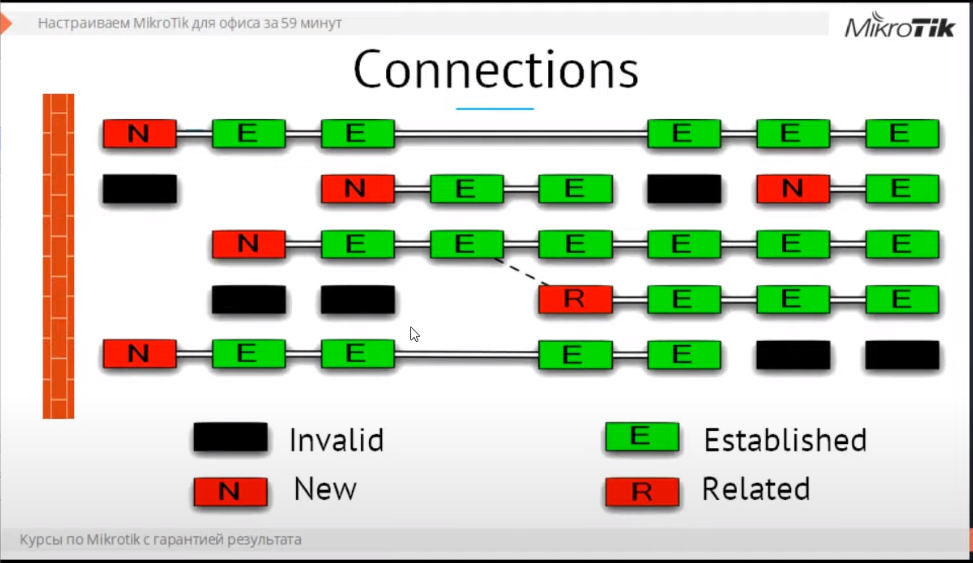 Настраиваем MikroTik для офиса за 59 минут
MikroTik
Connections
N E E E E E
N E E N E
N E E E E E E
R E E E
N E E E E
Invalid
E Established
N New
R Related
Курсы по Mikrotik с гарантией результата